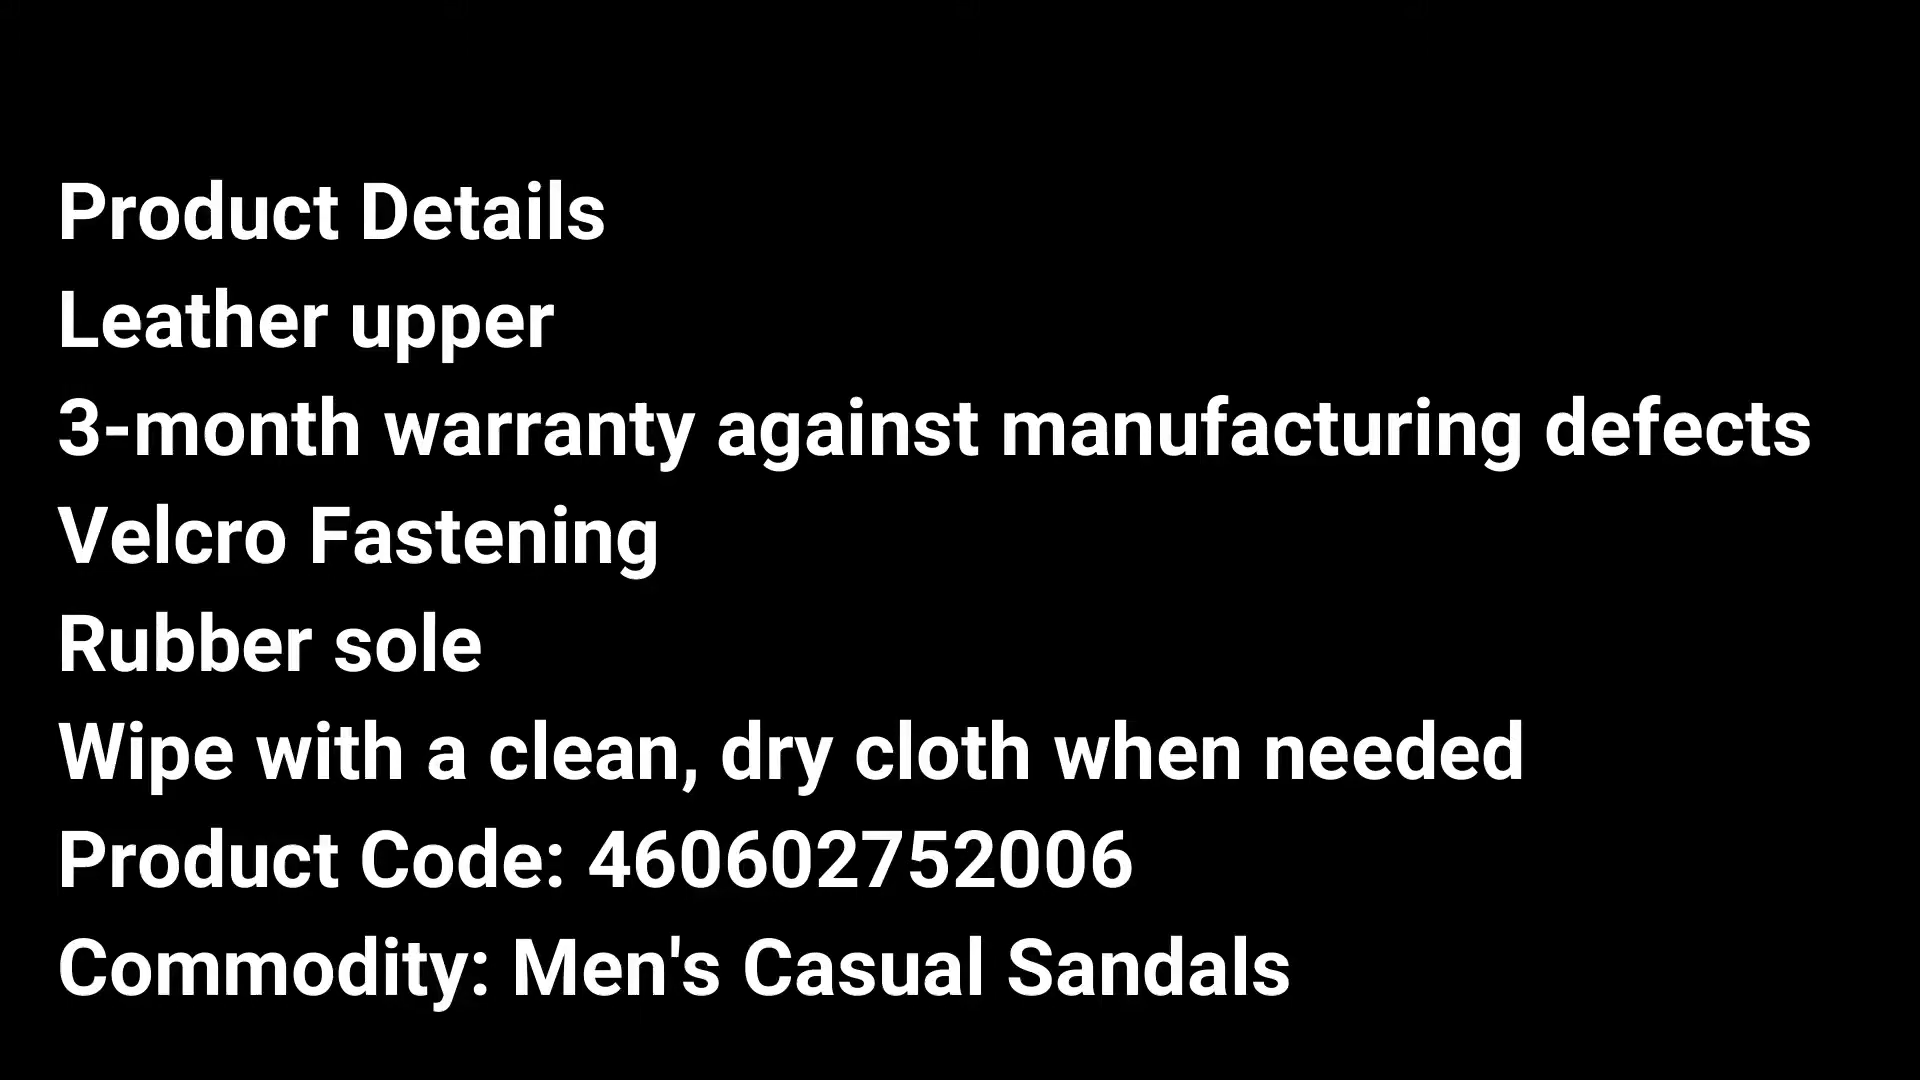 Product Details
Leather upper
3-month warranty against manufacturing defects
Velcro Fastening
Rubber sole
Wipe with a clean, dry cloth when needed
Product Code: 460602752006
Commodity: Men's Casual Sandals